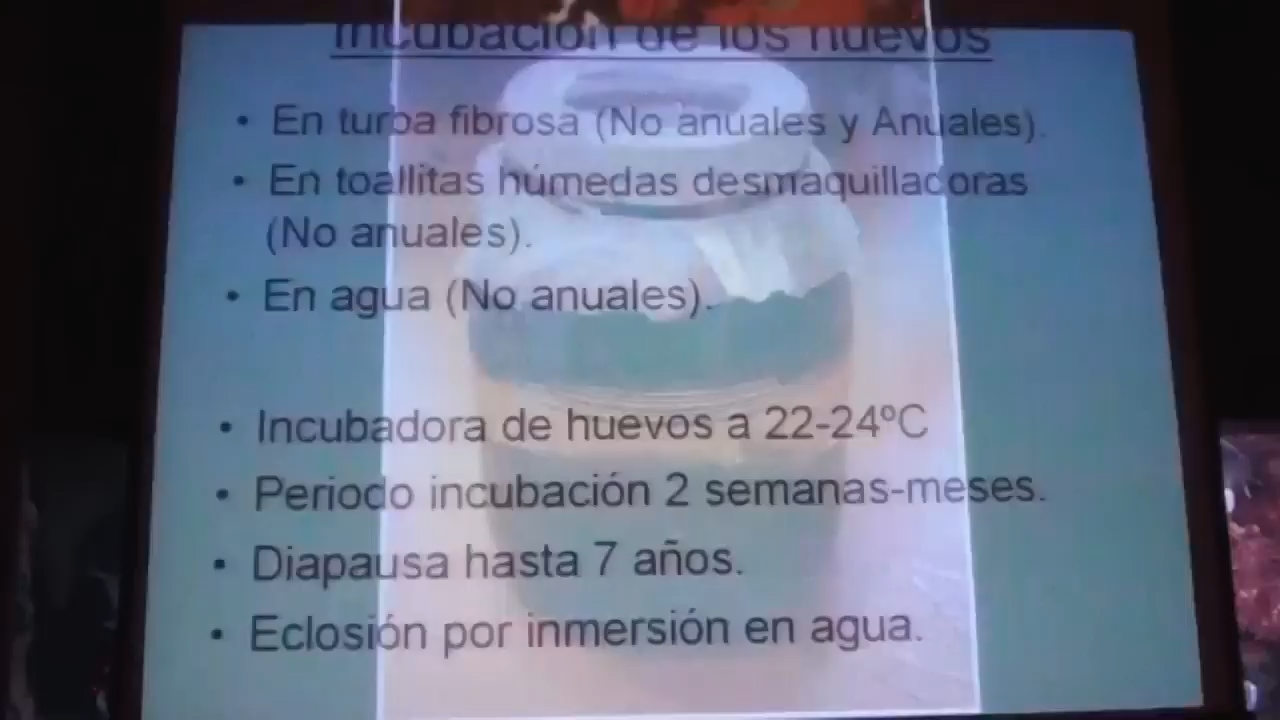 Incubación de los huevos
• En turba fibrosa (No anuales y Anuales).
• En toallitas húmedas desmaquilladoras
(No anuales).
• En agua (No anuales).
• Incubadora de huevos a 22-24ºC
• Periodo incubación 2 semanas-meses.
• Diapausa hasta 7 años.
• Eclosión por inmersión en agua.